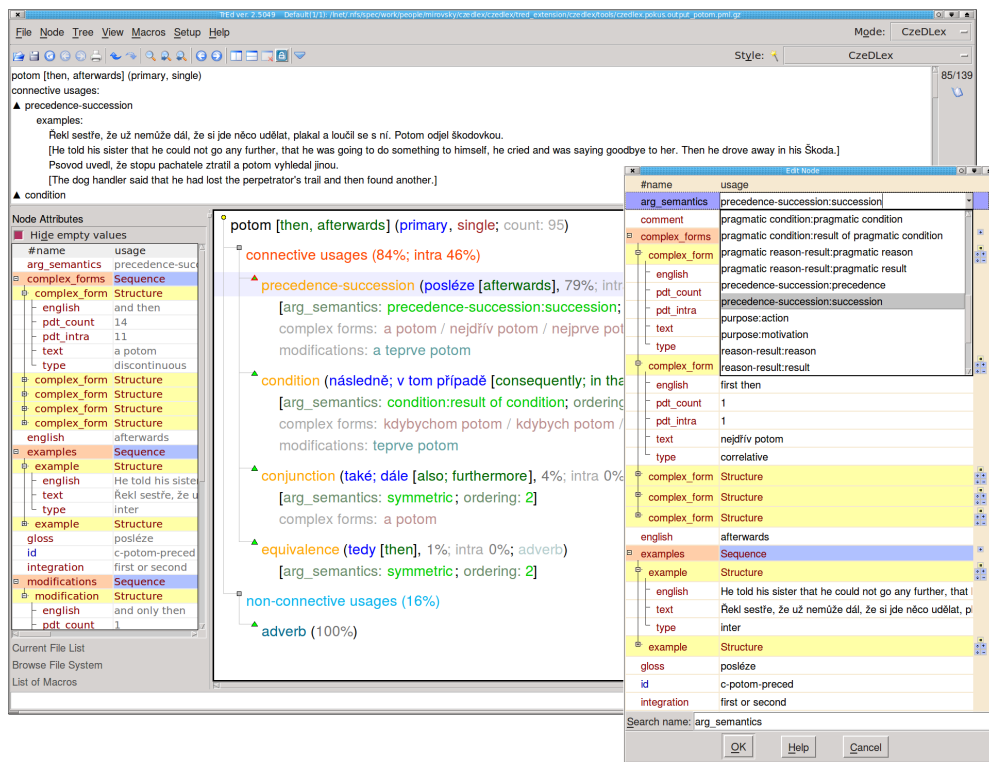 TrEd ver. 2.5049 Default(1/1): /net/.nfs/spec/work/people/mirovsky/czedlex/czedlex/tred_extension/czedlex/tools/czedlex.pokus.output_potom.pml.gz
File Node Tree View Macros Setup Help
Mode: CzeDLex
Style: CzeDLex
85/139
potom [then, afterwards] (primary, single)
connective usages:
▲ precedence-succession
examples:
Řekl sestře, že už nemůže dál, že si jde něco udělat, plakal a loučil se s ní. Potom odjel škodovkou.
[He told his sister that he could not go any further, that he was going to do something to himself, he cried and was saying goodbye to her. Then he drove away in his Škoda.]
Psovod uvedl, že stopu pachatele ztratil a potom vyhledal jinou.
[The dog handler said that he had lost the perpetrator's trail and then found another.]
▲ condition
Node Attributes
Hide empty values
#name usage
arg_semantics precedence-succ
complex_forms Sequence
complex_form Structure
english and then
pdt_count 14
pdt_intra 11
text a potom
type discontinuous
complex_form Structure
complex_form Structure
complex_form Structure
complex_form Structure
english afterwards
examples Sequence
example Structure
english He told his siste
text Řekl sestře, že u
type inter
example Structure
gloss posléze
id c-potom-preced
integration first or second
modifications Sequence
modification Structure
english and only then
pdt_count 1
Current File List
Browse File System
List of Macros
potom [then, afterwards] (primary, single; count: 95)
connective usages (84%; intra 46%)
precedence-succession (posléze [afterwards], 79%; intr
[arg_semantics: precedence-succession:succession;
complex forms: a potom / nejdřív potom / nejprve pot
modifications: a teprve potom
condition (následně; v tom případě [consequently; in tha
[arg_semantics: condition:result of condition; ordering
complex forms: kdybychom potom / kdybych potom /
modifications: teprve potom
conjunction (také; dále [also; furthermore], 4%; intra 0%
[arg_semantics: symmetric; ordering: 2]
complex forms: a potom
equivalence (tedy [then], 1%; intra 0%; adverb)
[arg_semantics: symmetric; ordering: 2]
non-connective usages (16%)
adverb (100%)
Edit Node
#name usage
arg_semantics precedence-succession:succession
comment pragmatic condition:pragmatic condition
complex_forms pragmatic condition:result of pragmatic condition
complex_form pragmatic reason-result:pragmatic reason
english pragmatic reason-result:pragmatic result
pdt_count precedence-succession:precedence
pdt_intra precedence-succession:succession
text purpose:action
purpose:motivation
type reason-result:reason
complex_form reason-result:result
english first then
pdt_count 1
pdt_intra 1
text nejdřív potom
type correlative
complex_form Structure
complex_form Structure
complex_form Structure
english afterwards
examples Sequence
example Structure
english He told his sister that he could not go any further, that
text Řekl sestře, že už nemůže dál, že si jde něco udělat, pl
type inter
example Structure
gloss posléze
id c-potom-preced
integration first or second
Search name: arg_semantics
OK Help Cancel